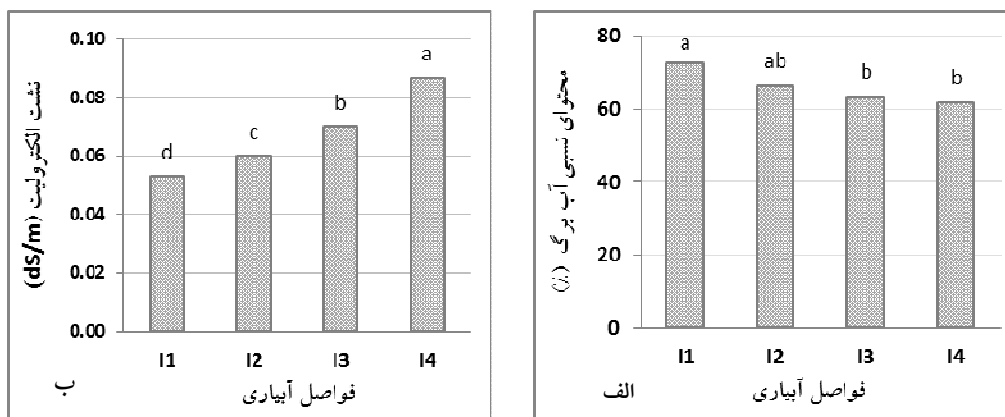 محتوای نسبی آب برگ (٪)
80
60
40
20
0
a
ab
b
b
I1 I2 I3 I4
فواصل آبیاری
الف
نشت الکترولیت (dS/m)
0.10
0.08
0.06
0.04
0.02
0.00
d
c
b
a
I1 I2 I3 I4
فواصل آبیاری
ب